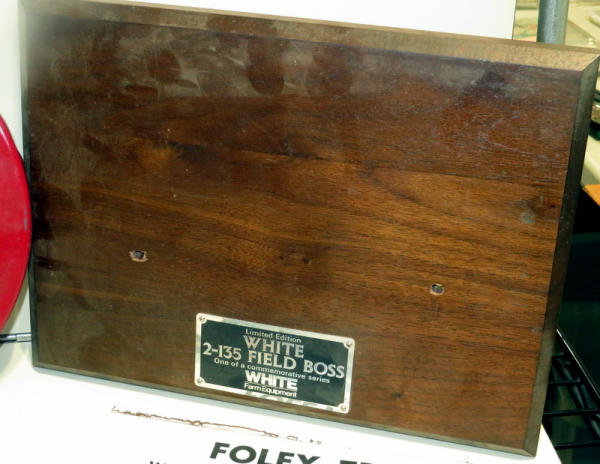 Limited Edition
WHITE
2-135 FIELD BOSS
One of a commemorative series
WHITE
Farm Equipment
FOLEY